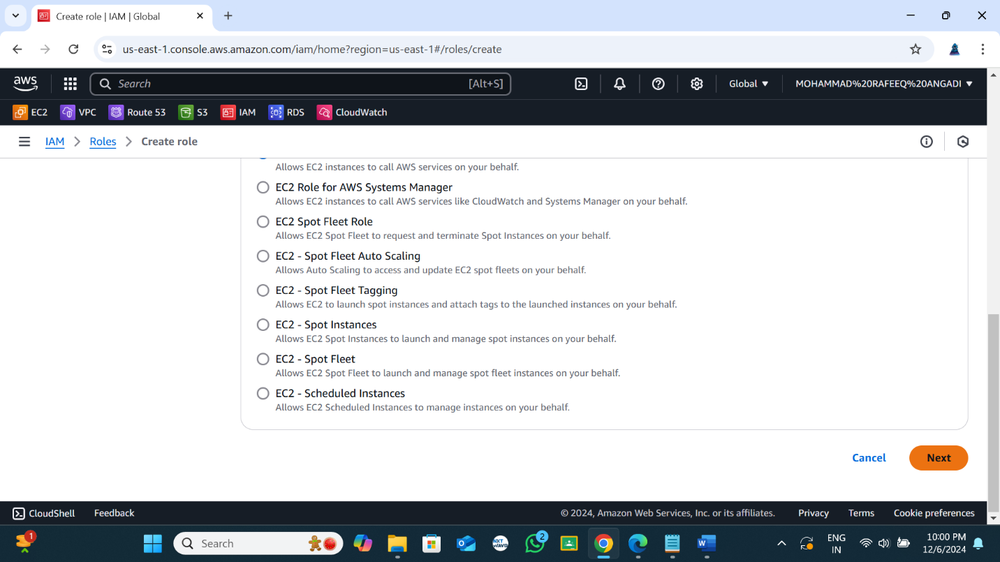 Create role | IAM | Global
us-east-1.console.aws.amazon.com/iam/home?region=us-east-1#/roles/create
aws Search [Alt+S] Global MOHAMMAD%20RAFEEQ%20ANGADI
EC2 VPC Route 53 S3 IAM RDS CloudWatch
IAM Roles Create role
Allows EC2 instances to call AWS services on your behalf.
EC2 Role for AWS Systems Manager
Allows EC2 instances to call AWS services like CloudWatch and Systems Manager on your behalf.
EC2 Spot Fleet Role
Allows EC2 Spot Fleet to request and terminate Spot Instances on your behalf.
EC2 - Spot Fleet Auto Scaling
Allows Auto Scaling to access and update EC2 spot fleets on your behalf.
EC2 - Spot Fleet Tagging
Allows EC2 to launch spot instances and attach tags to the launched instances on your behalf.
EC2 - Spot Instances
Allows EC2 Spot Instances to launch and manage spot instances on your behalf.
EC2 - Spot Fleet
Allows EC2 Spot Fleet to launch and manage spot fleet instances on your behalf.
EC2 - Scheduled Instances
Allows EC2 Scheduled Instances to manage instances on your behalf.
Cancel Next
CloudShell Feedback © 2024, Amazon Web Services, Inc. or its affiliates. Privacy Terms Cookie preferences
1 Search NXT WAVE 2 W ENG 10:00 PM
IN 12/6/2024